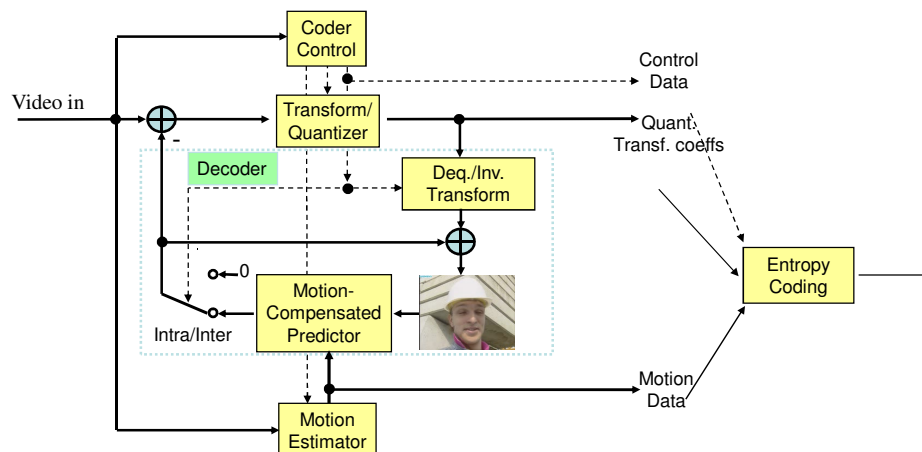 Coder
Control
Control
Data
Video in
Transform/
Quantizer
Quant.
Transf. coeffs
-
Decoder
Deq./Inv.
Transform
0
Entropy
Coding
Motion-
Compensated
Predictor
Intra/Inter
Motion
Data
Motion
Estimator